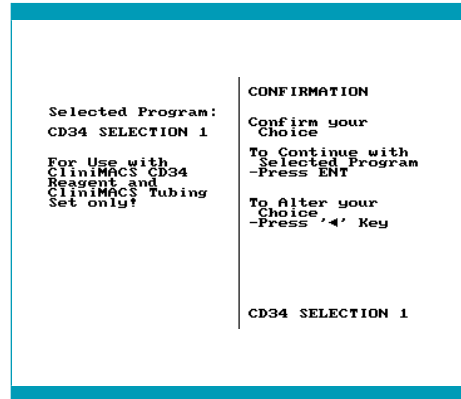 Selected Program:
CD34 SELECTION 1
For Use with
CliniMACS CD34
Reagent and
CliniMACS Tubing
Set only!
CONFIRMATION
Confirm your
Choice
To Continue with
Selected Program
-Press ENT
To Alter your
Choice
-Press '◄' Key
CD34 SELECTION 1